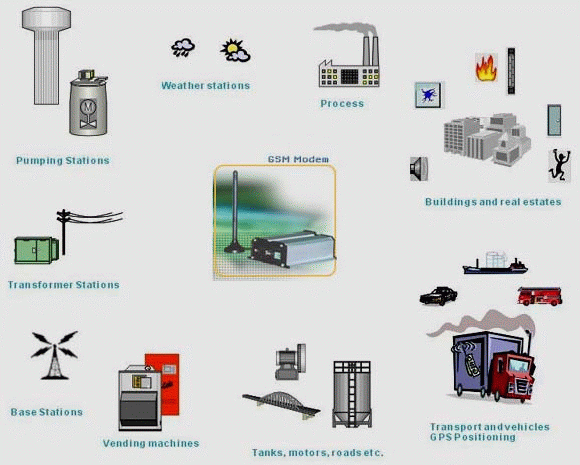 Weather stations
Process
Pumping Stations
GSM Modem
Buildings and real estates
Transformer Stations
Base Stations
Vending machines
Tanks, motors, roads etc.
Transport and vehicles
GPS Positioning
M